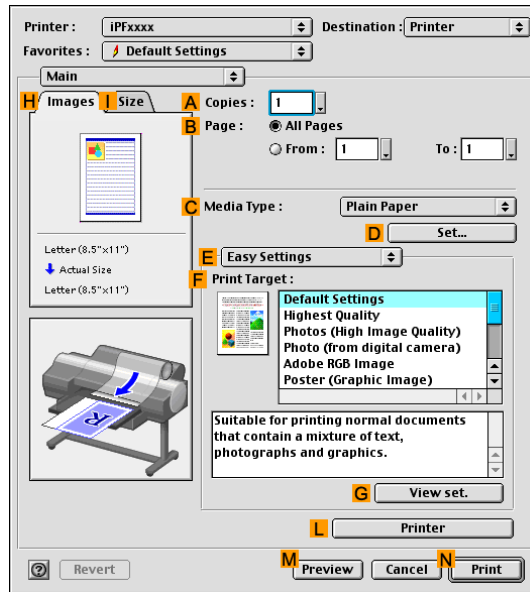 Printer : iPFxxxx Destination : Printer
Favorites : Default Settings
Main
H Images I Size
A Copies : 1
B Page : All Pages
From : 1 To : 1
C Media Type : Plain Paper
D Set...
Letter (8.5"x11")
Actual Size
Letter (8.5"x11")
E Easy Settings
F Print Target :
Default Settings
Highest Quality
Photos (High Image Quality)
Photo (from digital camera)
Adobe RGB Image
Poster (Graphic Image)
R
Suitable for printing normal documents
that contain a mixture of text,
photographs and graphics.
G View set.
L Printer
? Revert M Preview Cancel N Print